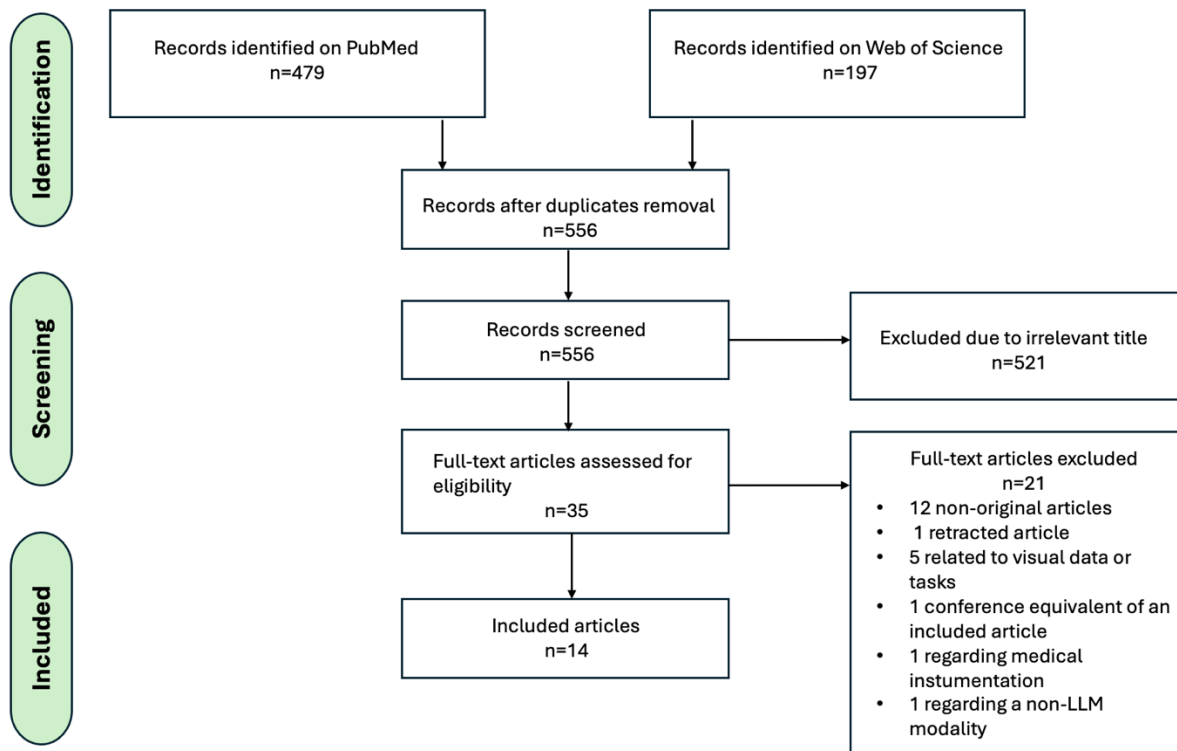 Identification
Records identified on PubMed
n=479
Records identified on Web of Science
n=197
Records after duplicates removal
n=556
Screening
Records screened
n=556
Excluded due to irrelevant title
n=521
Full-text articles assessed for
eligibility
n=35
Full-text articles excluded
n=21
• 12 non-original articles
• 1 retracted article
• 5 related to visual data or
tasks
• 1 conference equivalent of an
included article
• 1 regarding medical
instumentation
• 1 regarding a non-LLM
modality
Included
Included articles
n=14